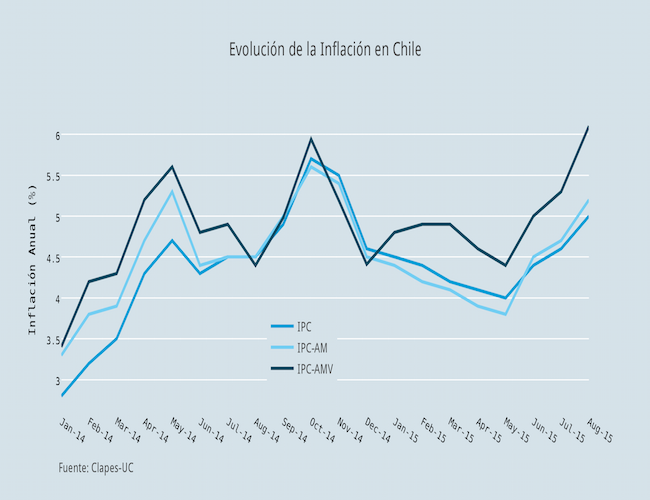 Evolución de la Inflación en Chile
Inflación Anual (%)
6
5.5
5
4.5
4
3.5
3
IPC
IPC-AM
IPC-AMV
Jan-14
Feb-14
Mar-14
Apr-14
May-14
Jun-14
Jul-14
Aug-14
Sep-14
Oct-14
Nov-14
Dec-14
Jan-15
Feb-15
Mar-15
Apr-15
May-15
Jun-15
Jul-15
Aug-15
Fuente: Clapes-UC